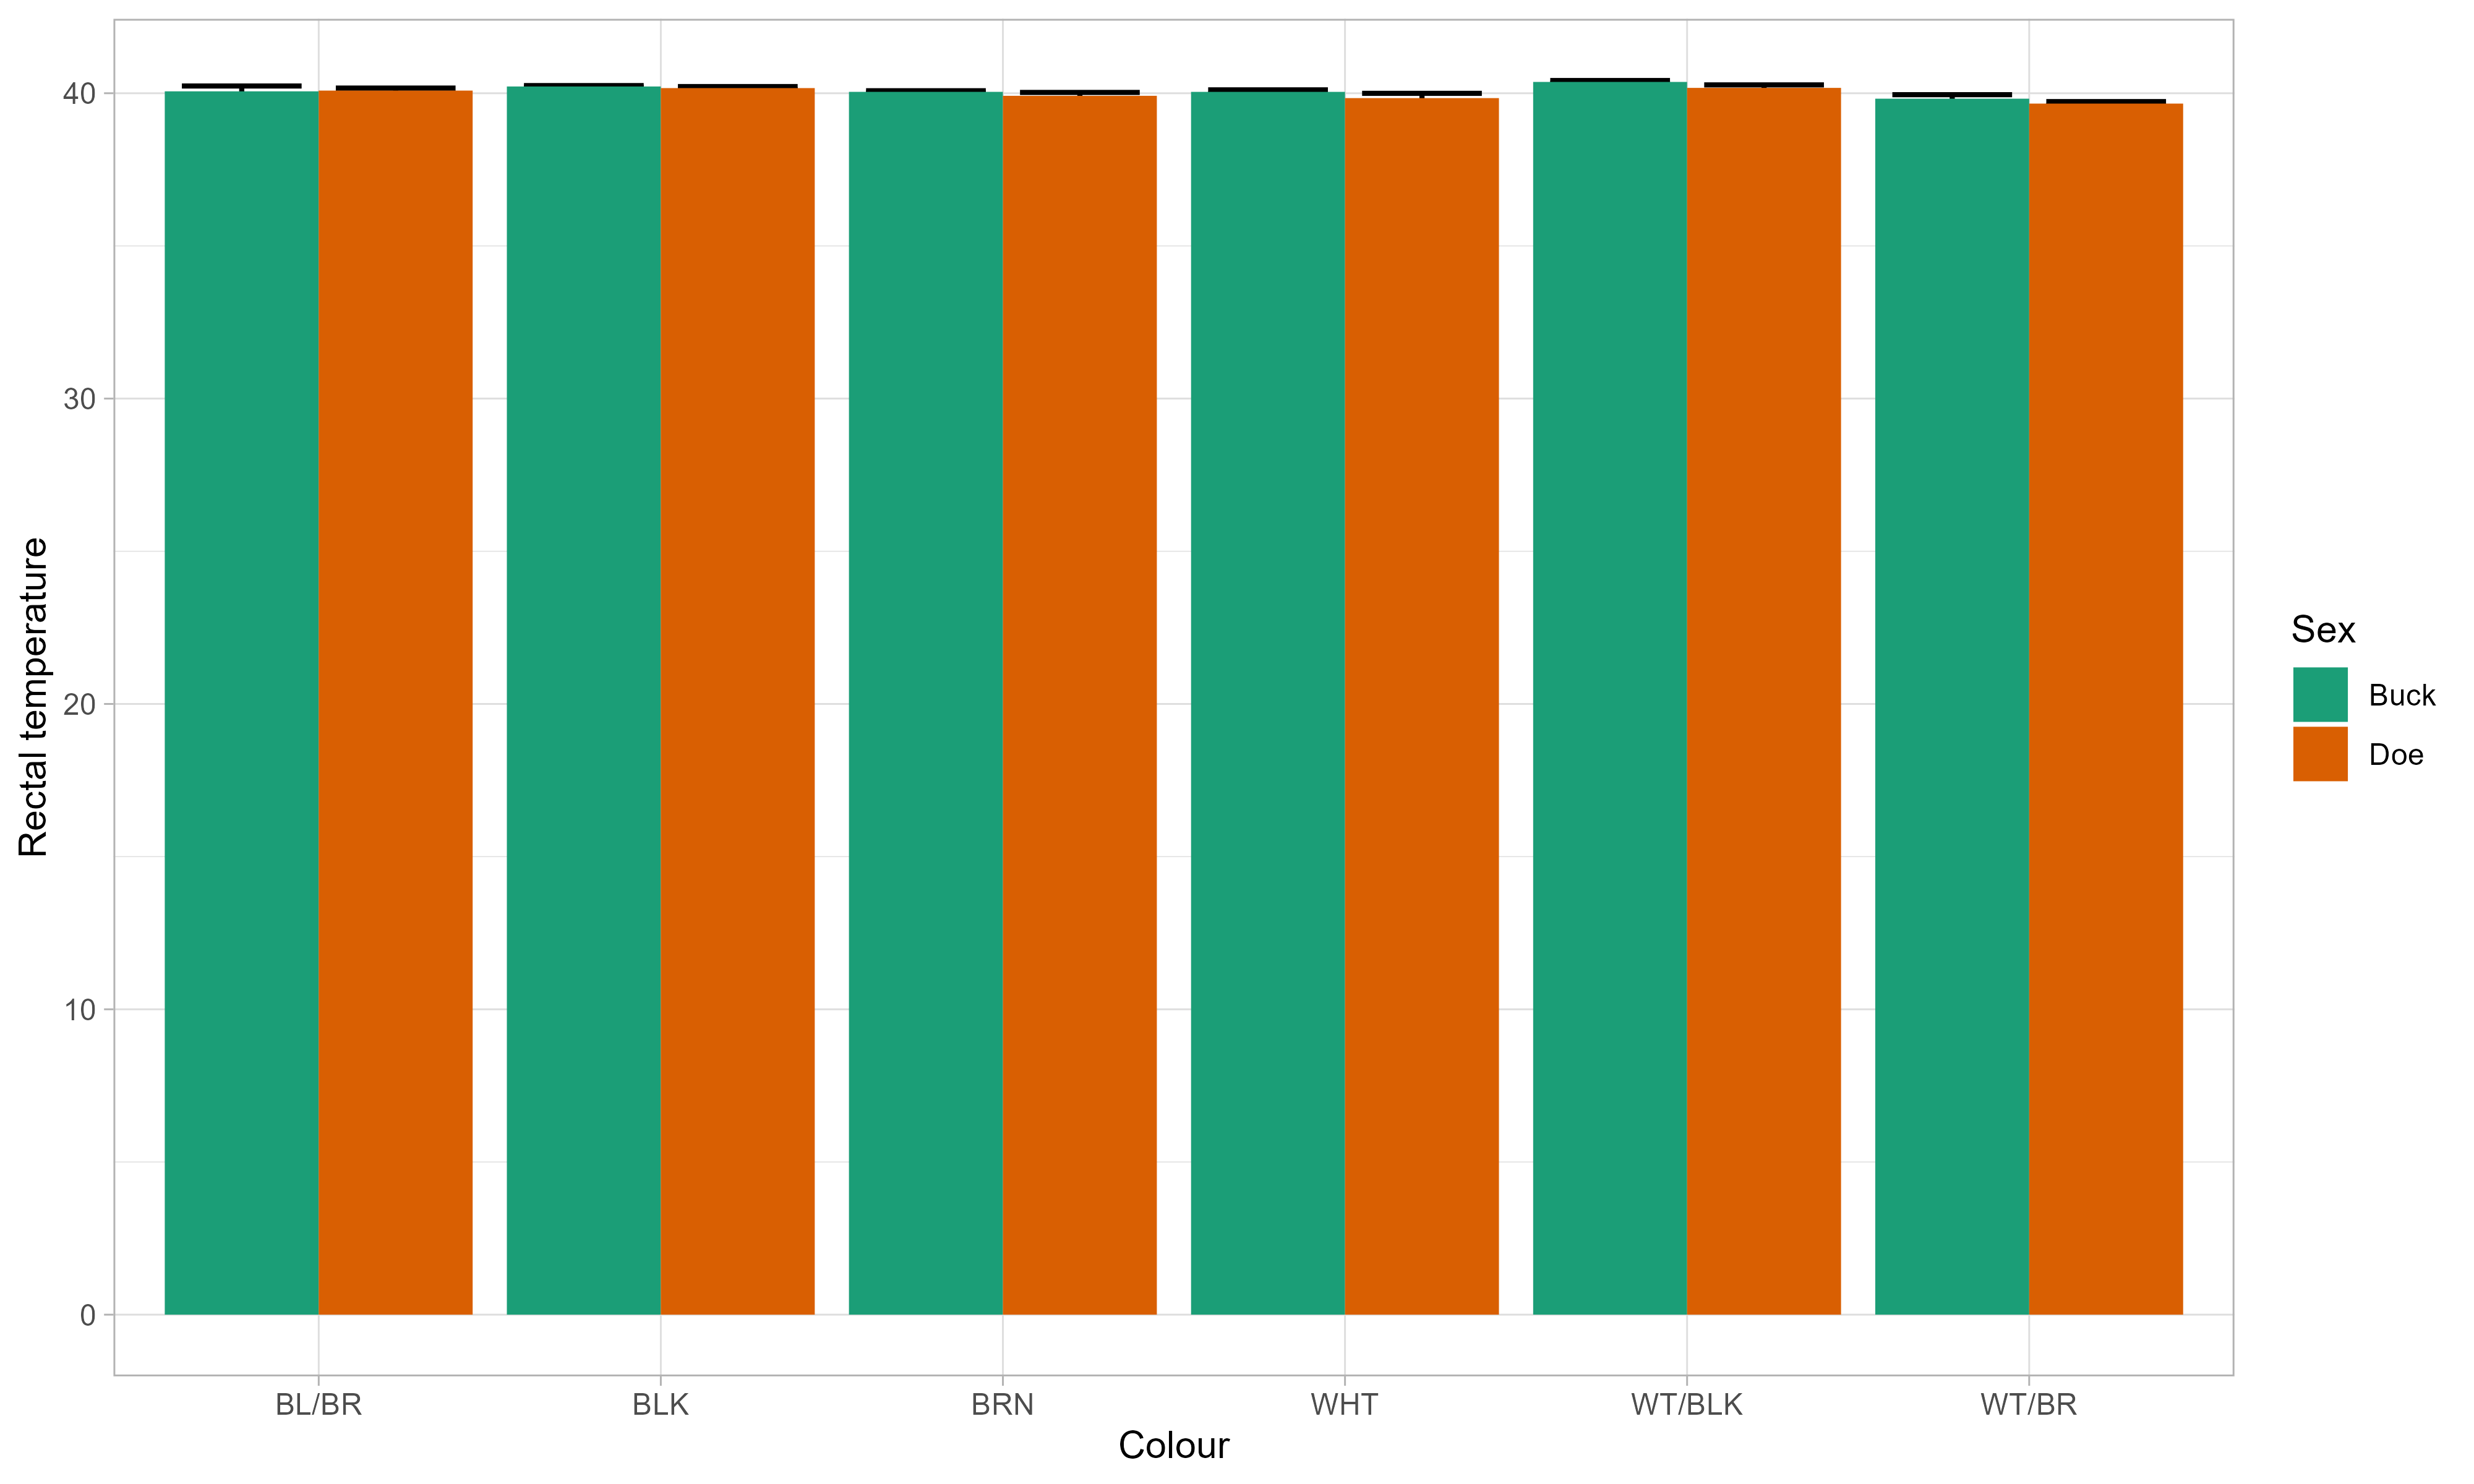 40
30
20
10
0
Rectal temperature
BL/BR
BLK
BRN
WHT
WT/BLK
WT/BR
Colour
Sex
Buck
Doe